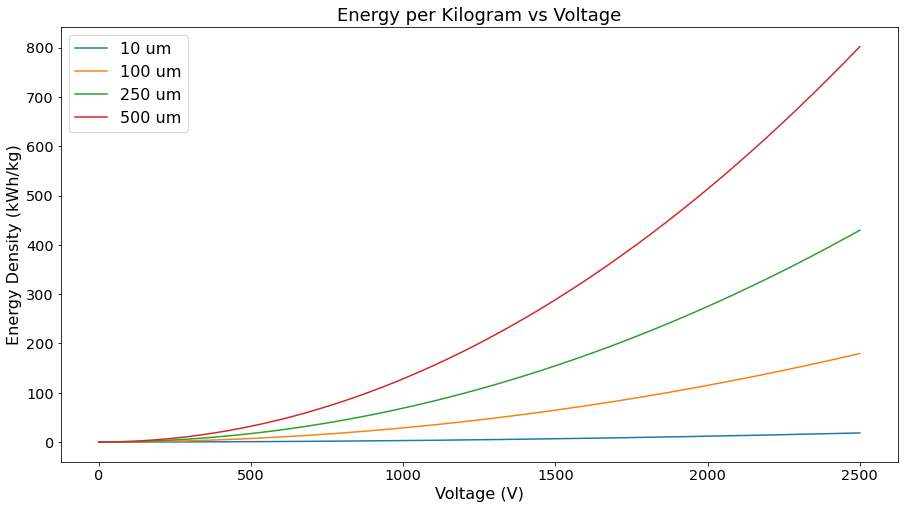 Energy per Kilogram vs Voltage
10 um
100 um
250 um
500 um
Energy Density (kWh/kg)
800
700
600
500
400
300
200
100
0
0 500 1000 1500 2000 2500
Voltage (V)